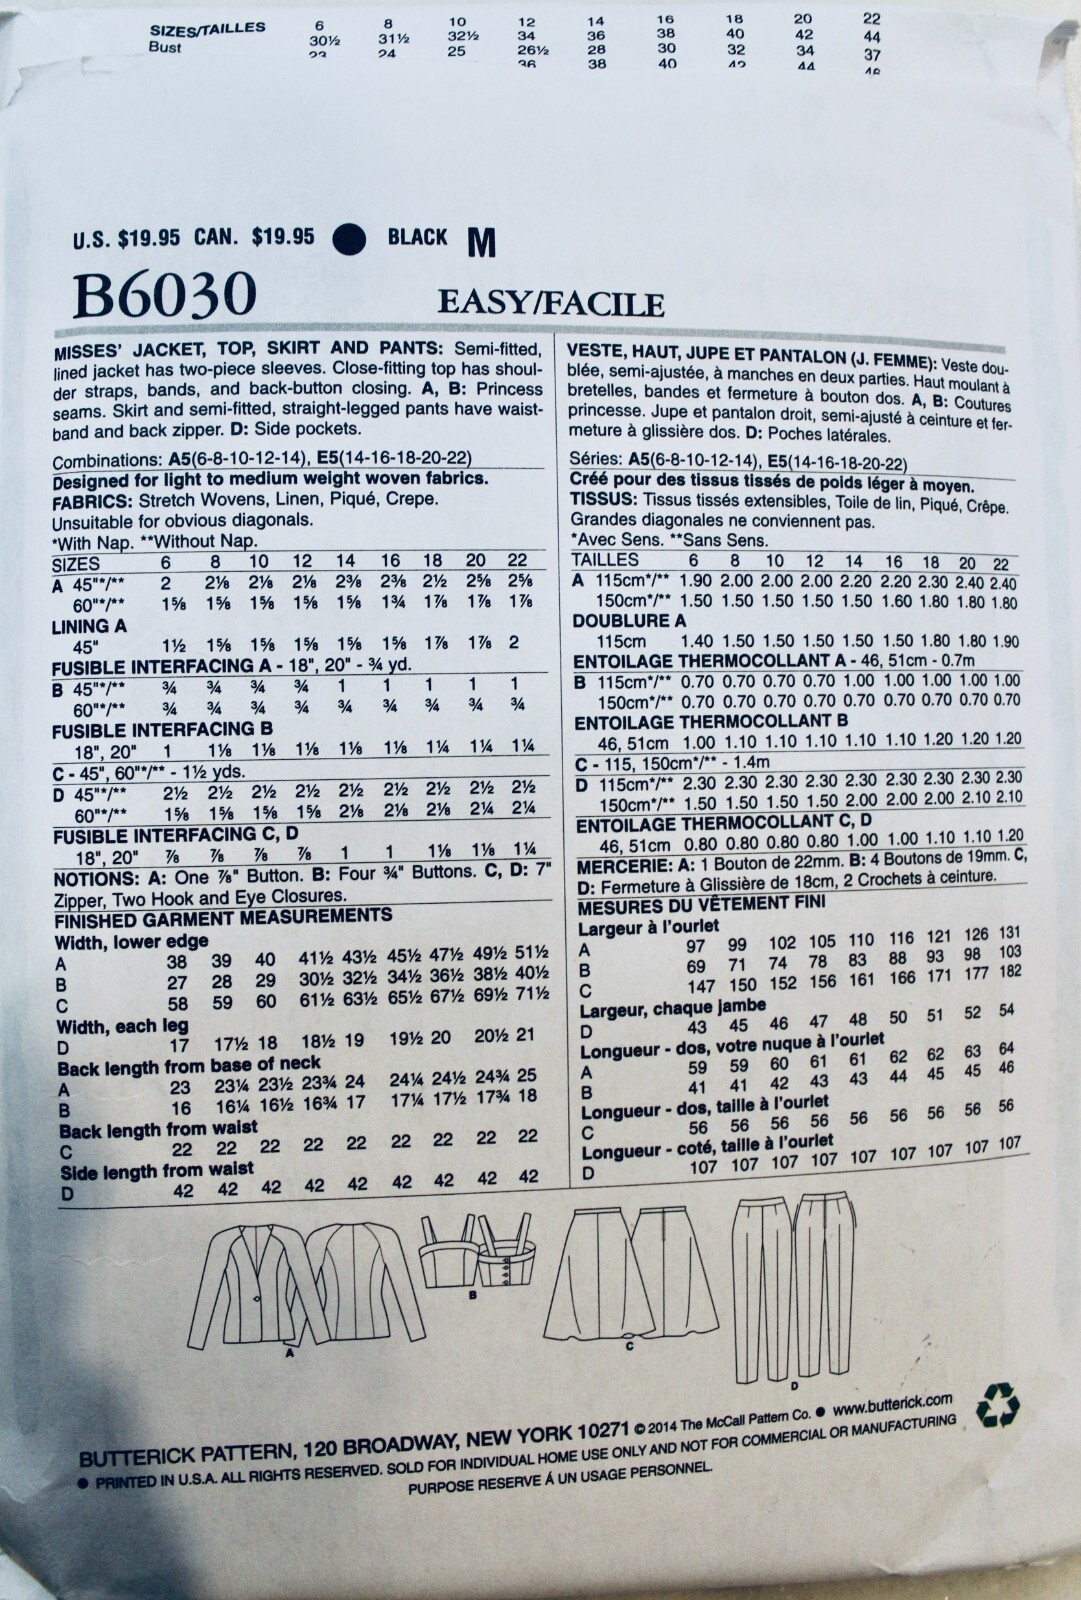 SIZES/TAILLES 6 8 10 12 14 16 18 20 22
Bust 30½ 31½ 32½ 34 36 38 40 42 44
23 24 25 26½ 28 30 32 34 37
36 38 40 42 44 46
U.S. $19.95 CAN. $19.95 ● BLACK M
B6030 EASY/FACILE
MISSES' JACKET, TOP, SKIRT AND PANTS: Semi-fitted,
lined jacket has two-piece sleeves. Close-fitting top has shoul-
der straps, bands, and back-button closing. A, B: Princess
seams. Skirt and semi-fitted, straight-legged pants have waist-
band and back zipper. D: Side pockets.
Combinations: A5(6-8-10-12-14), E5(14-16-18-20-22)
Designed for light to medium weight woven fabrics.
FABRICS: Stretch Wovens, Linen, Piqué, Crepe.
Unsuitable for obvious diagonals.
*With Nap. **Without Nap.
SIZES 6 8 10 12 14 16 18 20 22
A 45"*/** 2 2⅛ 2⅛ 2⅛ 2⅜ 2⅜ 2½ 2⅝ 2⅝
60"*/** 1⅝ 1⅝ 1⅝ 1⅝ 1⅝ 1¾ 1⅞ 1⅞ 1⅞
LINING A
45" 1½ 1⅝ 1⅝ 1⅝ 1⅝ 1⅝ 1⅞ 1⅞ 2
FUSIBLE INTERFACING A - 18", 20" - ¾ yd.
B 45"*/** ¾ ¾ ¾ ¾ 1 1 1 1 1
60"*/** ¾ ¾ ¾ ¾ ¾ ¾ ¾ ¾ ¾
FUSIBLE INTERFACING B
18", 20" 1 1⅛ 1⅛ 1⅛ 1⅛ 1⅛ 1¼ 1¼ 1¼
C - 45", 60"*/** - 1½ yds.
D 45"*/** 2½ 2½ 2½ 2½ 2½ 2½ 2½ 2½ 2½
60"*/** 1⅝ 1⅝ 1⅝ 1⅝ 2⅛ 2⅛ 2⅛ 2¼ 2¼
FUSIBLE INTERFACING C, D
18", 20" ⅞ ⅞ ⅞ ⅞ 1 1 1⅛ 1⅛ 1¼
NOTIONS: A: One ⅞" Button. B: Four ¾" Buttons. C, D: 7"
Zipper, Two Hook and Eye Closures.
FINISHED GARMENT MEASUREMENTS
Width, lower edge
A 38 39 40 41½ 43½ 45½ 47½ 49½ 51½
B 27 28 29 30½ 32½ 34½ 36½ 38½ 40½
C 58 59 60 61½ 63½ 65½ 67½ 69½ 71½
Width, each leg
D 17 17½ 18 18½ 19 19½ 20 20½ 21
Back length from base of neck
A 23 23¼ 23½ 23¾ 24 24¼ 24½ 24¾ 25
B 16 16¼ 16½ 16¾ 17 17¼ 17½ 17¾ 18
Back length from waist
C 22 22 22 22 22 22 22 22 22
Side length from waist
D 42 42 42 42 42 42 42 42 42
VESTE, HAUT, JUPE ET PANTALON (J. FEMME): Veste dou-
blée, semi-ajustée, à manches en deux parties. Haut moulant à
bretelles, bandes et fermeture à bouton dos. A, B: Coutures
princesse. Jupe et pantalon droit, semi-ajusté à ceinture et fer-
meture à glissière dos. D: Poches latérales.
Séries: A5(6-8-10-12-14), E5(14-16-18-20-22)
Créé pour des tissus tissés de poids léger à moyen.
TISSUS: Tissus tissés extensibles, Toile de lin, Piqué, Crêpe.
Grandes diagonales ne conviennent pas.
*Avec Sens. **Sans Sens.
TAILLES 6 8 10 12 14 16 18 20 22
A 115cm*/** 1.90 2.00 2.00 2.00 2.20 2.20 2.30 2.40 2.40
150cm*/** 1.50 1.50 1.50 1.50 1.50 1.60 1.80 1.80 1.80
DOUBLURE A
115cm 1.40 1.50 1.50 1.50 1.50 1.50 1.80 1.80 1.90
ENTOILAGE THERMOCOLLANT A - 46, 51cm - 0.7m
B 115cm*/** 0.70 0.70 0.70 0.70 1.00 1.00 1.00 1.00 1.00
150cm*/** 0.70 0.70 0.70 0.70 0.70 0.70 0.70 0.70 0.70
ENTOILAGE THERMOCOLLANT B
46, 51cm 1.00 1.10 1.10 1.10 1.10 1.10 1.20 1.20 1.20
C - 115, 150cm*/** - 1.4m
D 115cm*/** 2.30 2.30 2.30 2.30 2.30 2.30 2.30 2.30 2.30
150cm*/** 1.50 1.50 1.50 1.50 2.00 2.00 2.00 2.10 2.10
ENTOILAGE THERMOCOLLANT C, D
46, 51cm 0.80 0.80 0.80 0.80 1.00 1.00 1.10 1.10 1.20
MERCERIE: A: 1 Bouton de 22mm. B: 4 Boutons de 19mm. C,
D: Fermeture à Glissière de 18cm, 2 Crochets à ceinture.
MESURES DU VÊTEMENT FINI
Largeur à l'ourlet
A 97 99 102 105 110 116 121 126 131
B 69 71 74 78 83 88 93 98 103
C 147 150 152 156 161 166 171 177 182
Largeur, chaque jambe
D 43 45 46 47 48 50 51 52 54
Longueur - dos, votre nuque à l'ourlet
A 59 59 60 61 61 62 62 63 64
B 41 41 42 43 43 44 45 45 46
Longueur - dos, taille à l'ourlet
C 56 56 56 56 56 56 56 56 56
Longueur - coté, taille à l'ourlet
D 107 107 107 107 107 107 107 107 107
A
B
C
D
BUTTERICK PATTERN, 120 BROADWAY, NEW YORK 10271 © 2014 The McCall Pattern Co. ● www.butterick.com
● PRINTED IN U.S.A. ALL RIGHTS RESERVED. SOLD FOR INDIVIDUAL HOME USE ONLY AND NOT FOR COMMERCIAL OR MANUFACTURING
PURPOSE RESERVE Á UN USAGE PERSONNEL.